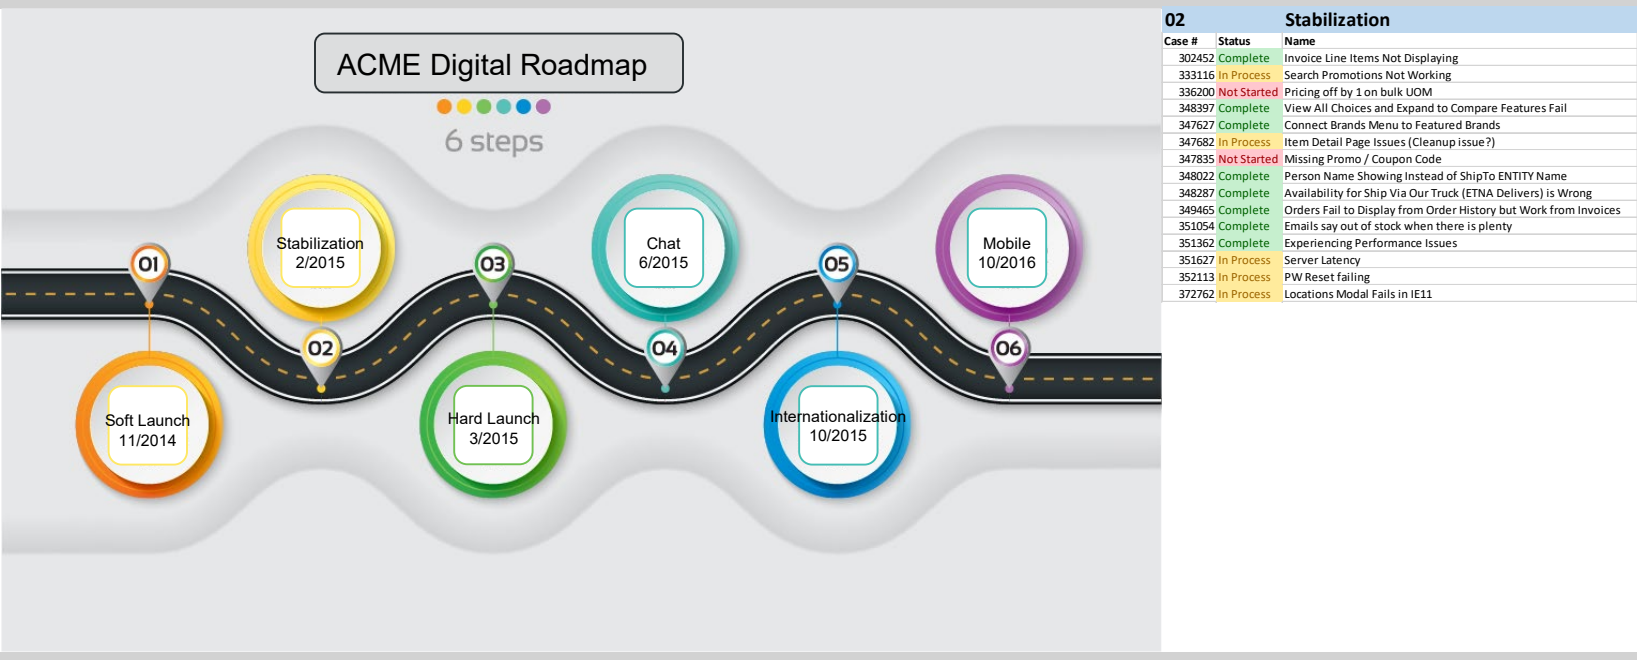 ACME Digital Roadmap
6 steps
01
Soft Launch
11/2014
Stabilization
2/2015
02
03
Hard Launch
3/2015
Chat
6/2015
04
05
Internationalization
10/2015
Mobile
10/2016
06
02 Stabilization
Case # Status Name
302452 Complete Invoice Line Items Not Displaying
333116 In Process Search Promotions Not Working
336200 Not Started Pricing off by 1 on bulk UOM
348397 Complete View All Choices and Expand to Compare Features Fail
347627 Complete Connect Brands Menu to Featured Brands
347682 In Process Item Detail Page Issues (Cleanup issue?)
347835 Not Started Missing Promo / Coupon Code
348022 Complete Person Name Showing Instead of ShipTo ENTITY Name
348287 Complete Availability for Ship Via Our Truck (ETNA Delivers) is Wrong
349465 Complete Orders Fail to Display from Order History but Work from Invoices
351054 Complete Emails say out of stock when there is plenty
351362 Complete Experiencing Performance Issues
351627 In Process Server Latency
352113 In Process PW Reset failing
372762 In Process Locations Modal Fails in IE11